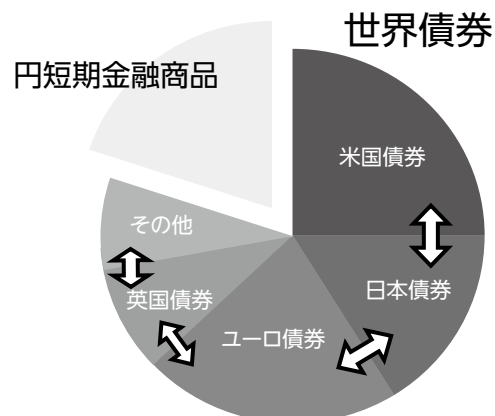 世界債券
円短期金融商品
米国債券
その他
日本債券
英国債券
ユーロ債券